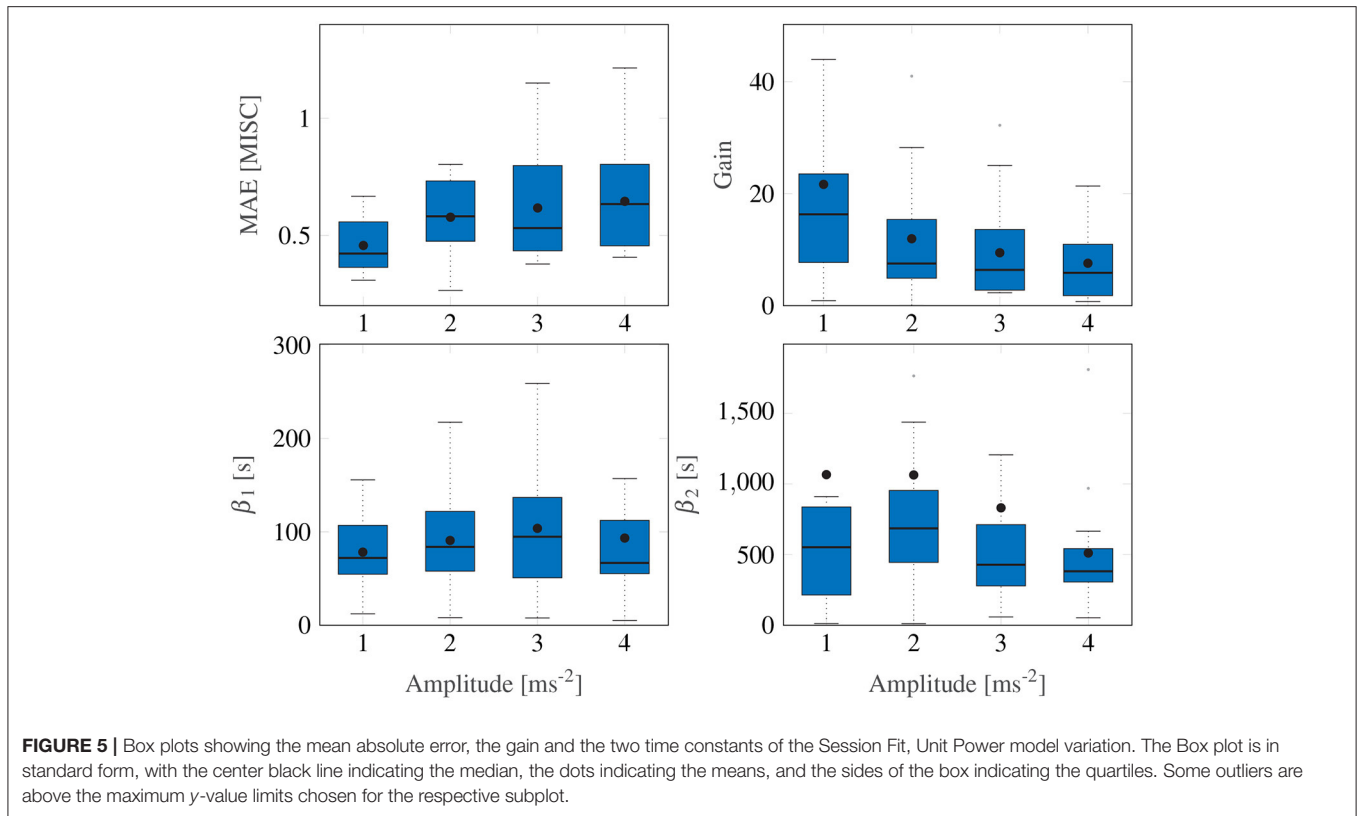 MAE [MISC]
1
0.5
1 2 3 4
Gain
40
20
0
1 2 3 4
β1 [s]
300
200
100
0
1 2 3 4
Amplitude [ms-2]
β2 [s]
1,500
1,000
500
0
1 2 3 4
Amplitude [ms-2]
FIGURE 5 | Box plots showing the mean absolute error, the gain and the two time constants of the Session Fit, Unit Power model variation. The Box plot is in
standard form, with the center black line indicating the median, the dots indicating the means, and the sides of the box indicating the quartiles. Some outliers are
above the maximum y-value limits chosen for the respective subplot.